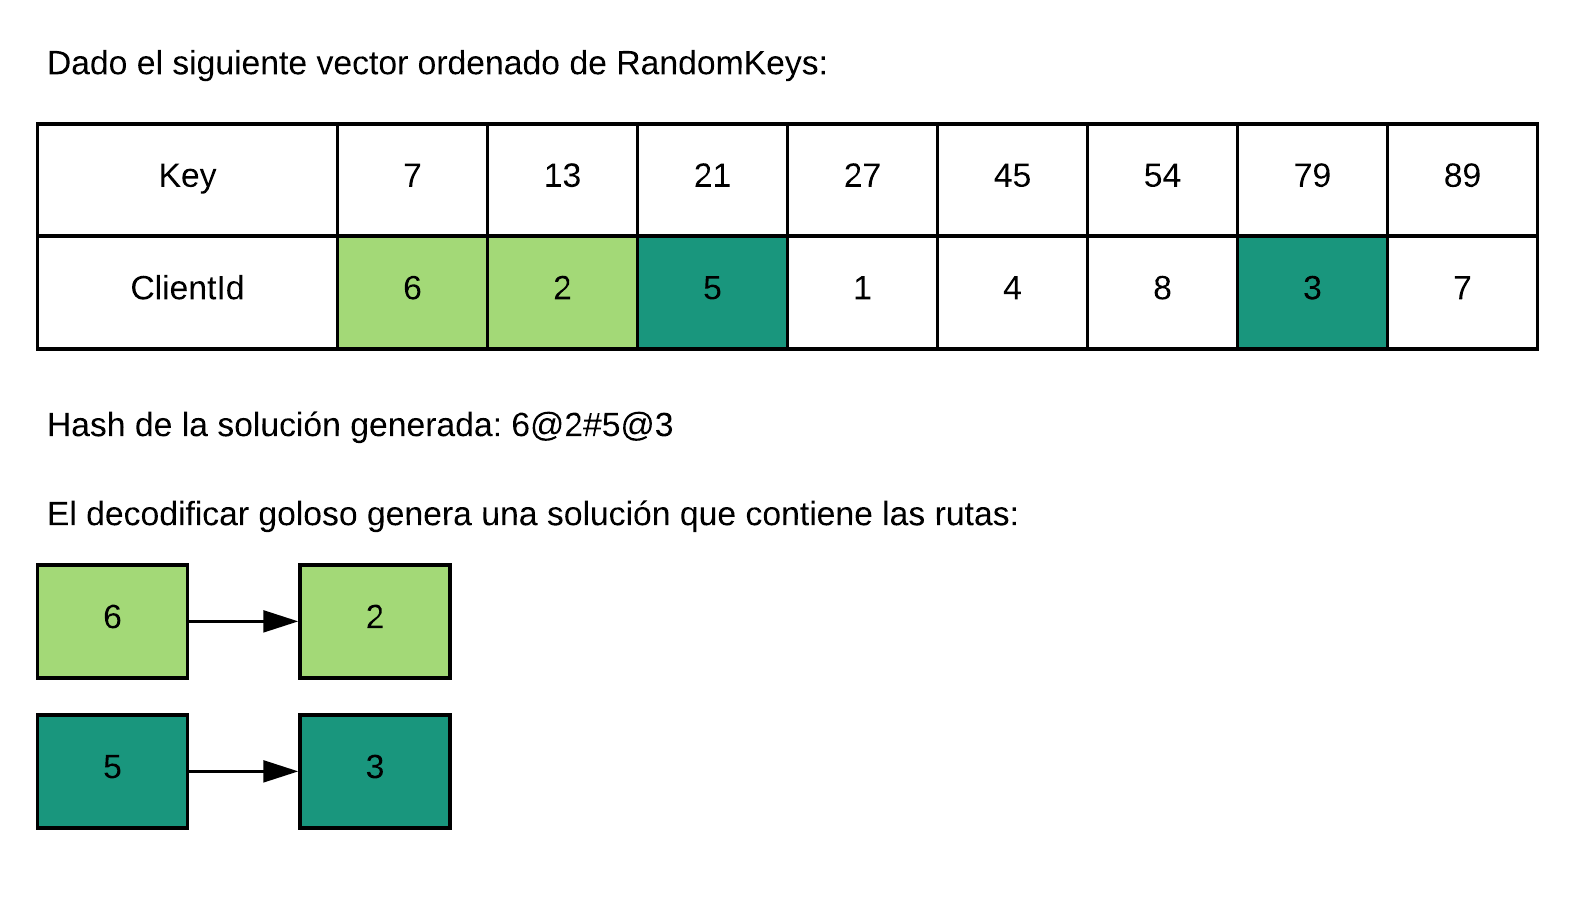 Dado el siguiente vector ordenado de RandomKeys:
Key 7 13 21 27 45 54 79 89
ClientId 6 2 5 1 4 8 3 7
Hash de la solución generada: 6@2#5@3
El decodificar goloso genera una solución que contiene las rutas:
6 2
5 3